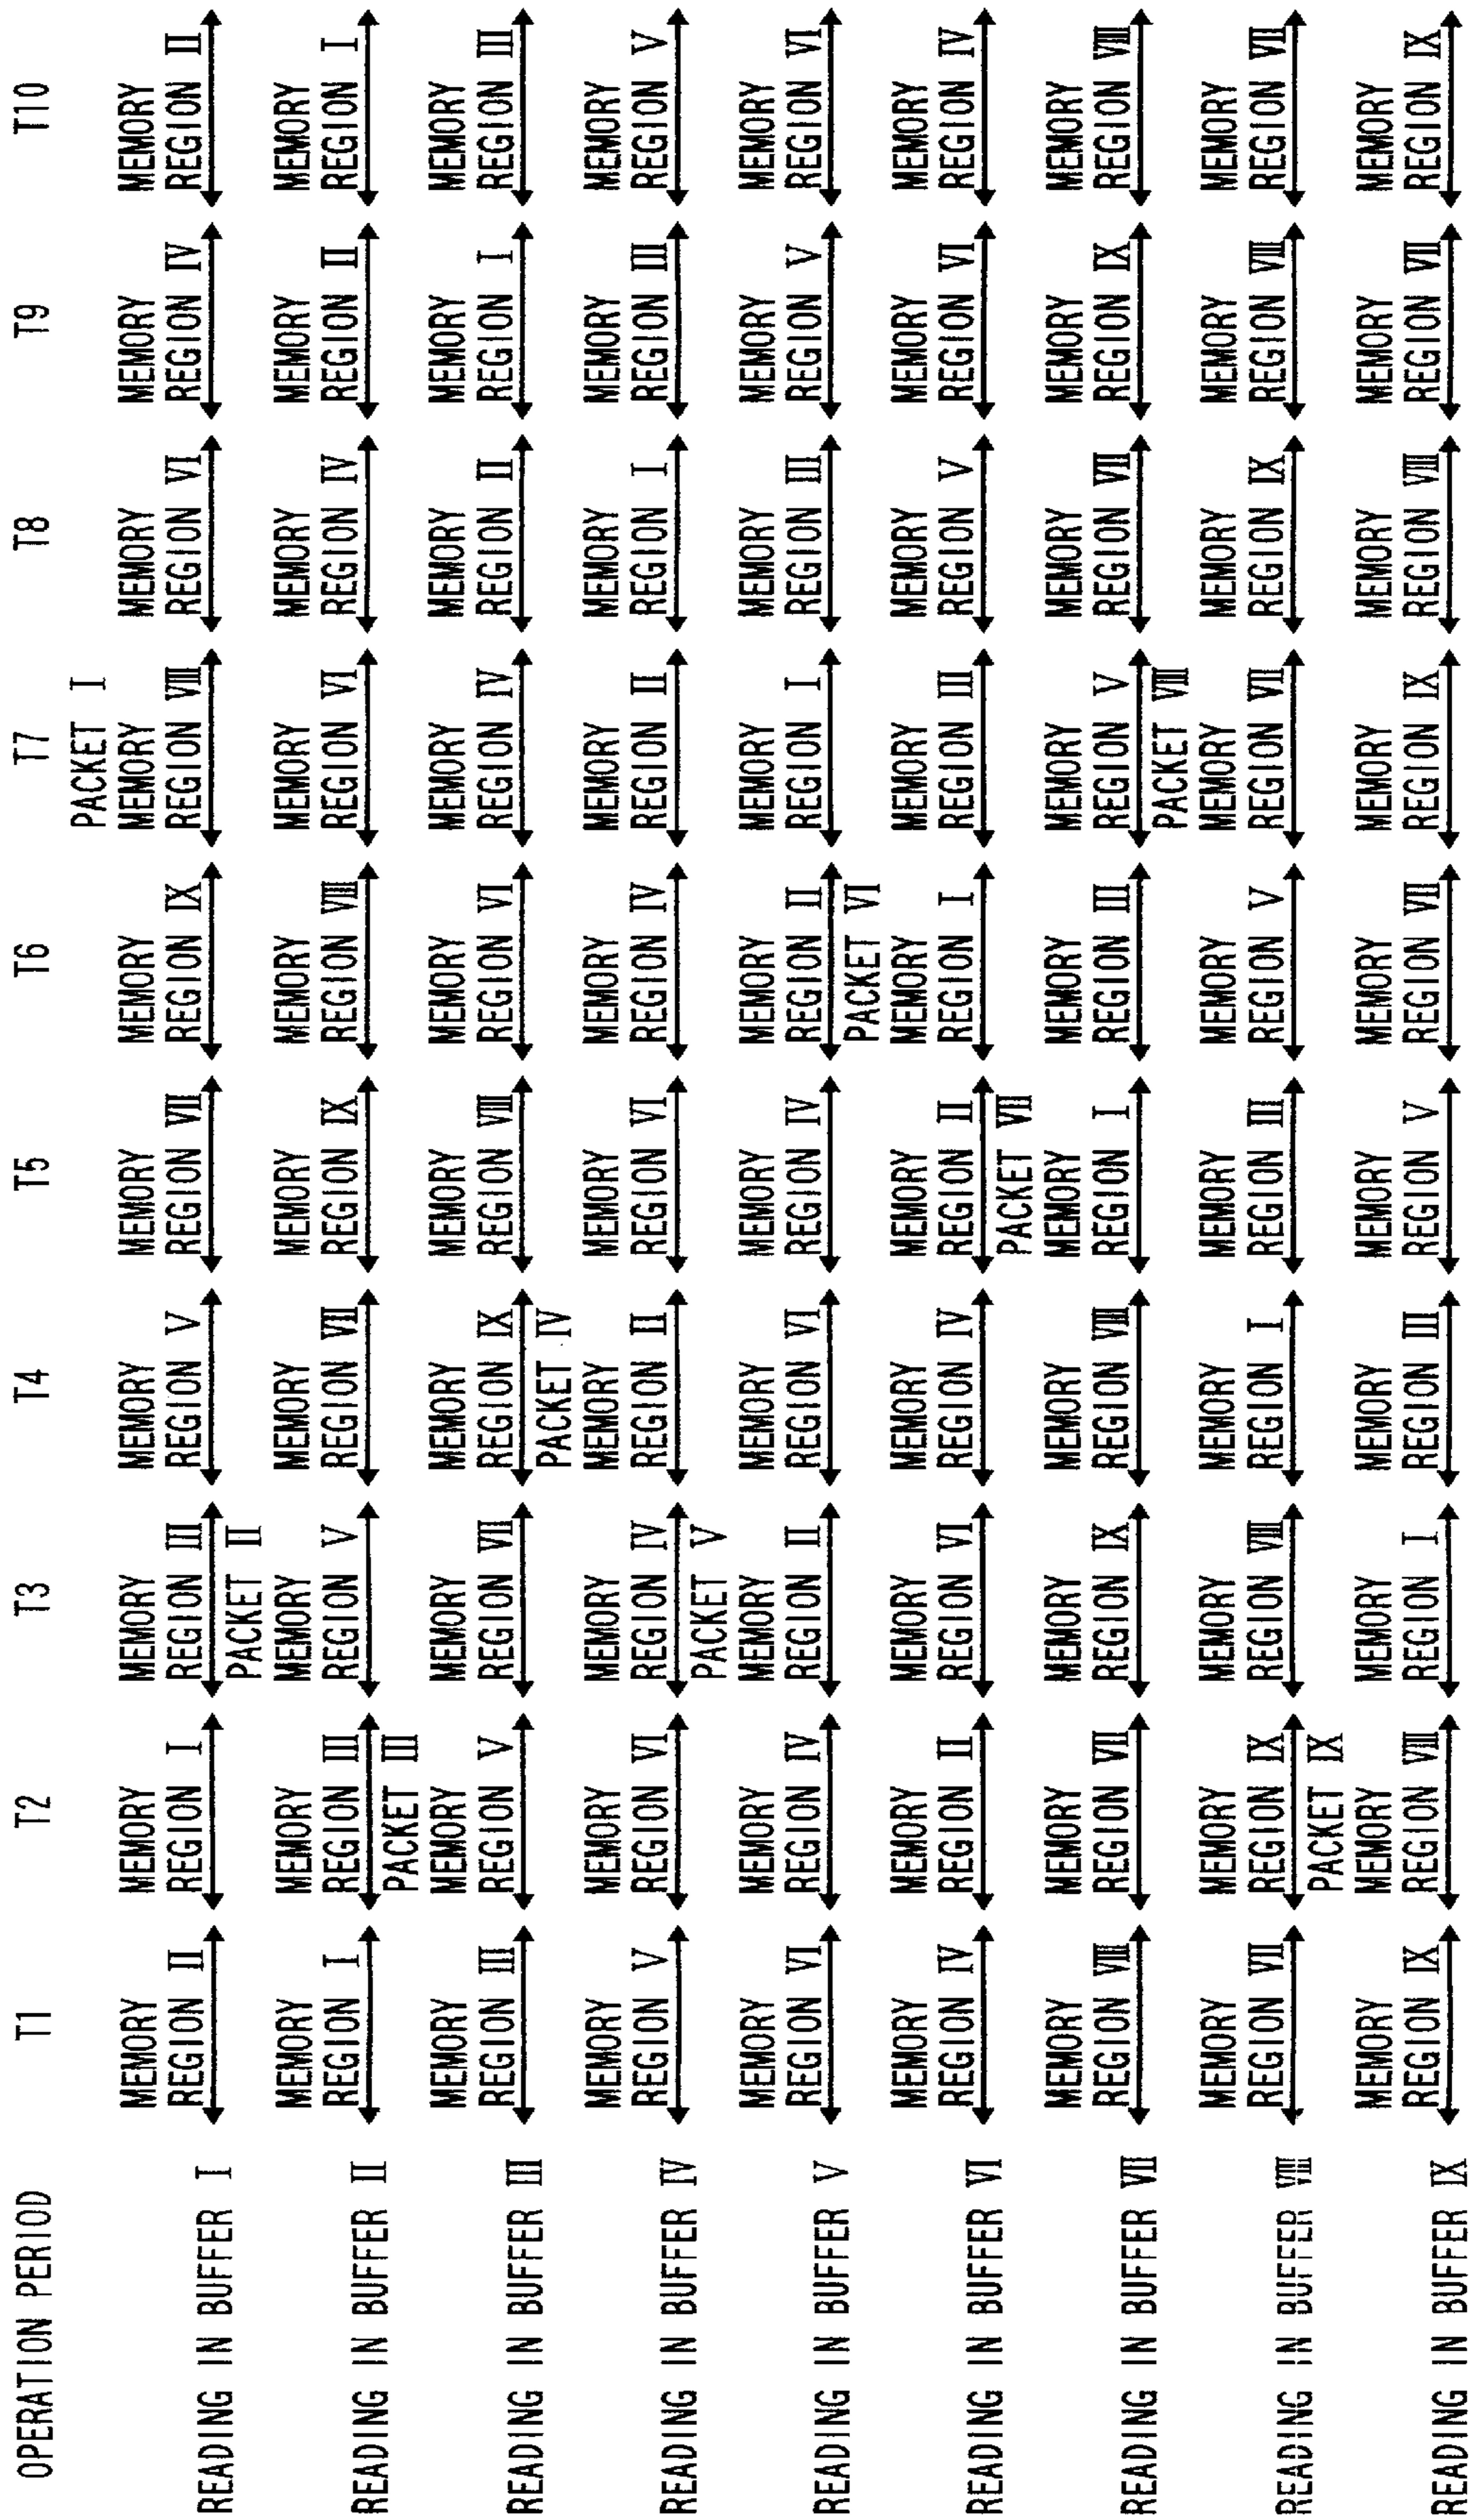 OPERATION PERIOD T1 T2 T3 T4 T5 T6 T7 T8 T9 T10
PACKET I
MEMORY MEMORY MEMORY MEMORY MEMORY MEMORY MEMORY MEMORY MEMORY MEMORY
REGION II REGION I REGION III REGION V REGION VII REGION IX REGION VIII REGION VI REGION IV REGION II
READING IN BUFFER I
PACKET II
MEMORY MEMORY MEMORY MEMORY MEMORY MEMORY MEMORY MEMORY MEMORY MEMORY
REGION I REGION III REGION V REGION VII REGION IX REGION VIII REGION VI REGION IV REGION II REGION I
READING IN BUFFER II
PACKET III
MEMORY MEMORY MEMORY MEMORY MEMORY MEMORY MEMORY MEMORY MEMORY MEMORY
REGION III REGION V REGION VII REGION IX REGION VIII REGION VI REGION IV REGION II REGION I REGION III
READING IN BUFFER III
PACKET IV
MEMORY MEMORY MEMORY MEMORY MEMORY MEMORY MEMORY MEMORY MEMORY MEMORY
REGION V REGION VI REGION IV REGION II REGION VI REGION IV REGION II REGION I REGION III REGION V
READING IN BUFFER IV
PACKET V
MEMORY MEMORY MEMORY MEMORY MEMORY MEMORY MEMORY MEMORY MEMORY MEMORY
REGION VI REGION IV REGION II REGION VI REGION IV REGION II REGION I REGION III REGION V REGION VI
READING IN BUFFER V
PACKET VI
MEMORY MEMORY MEMORY MEMORY MEMORY MEMORY MEMORY MEMORY MEMORY MEMORY
REGION IV REGION II REGION VI REGION IV REGION II REGION I REGION III REGION V REGION VI REGION IV
READING IN BUFFER VI
PACKET VII
MEMORY MEMORY MEMORY MEMORY MEMORY MEMORY MEMORY MEMORY MEMORY MEMORY
REGION VIII REGION VII REGION IX REGION VIII REGION I REGION III REGION V REGION VII REGION IX REGION VIII
READING IN BUFFER VII
PACKET VIII
MEMORY MEMORY MEMORY MEMORY MEMORY MEMORY MEMORY MEMORY MEMORY MEMORY
REGION VII REGION IX REGION VIII REGION I REGION III REGION V REGION VII REGION IX REGION VIII REGION VII
READING IN BUFFER VIII
PACKET IX
MEMORY MEMORY MEMORY MEMORY MEMORY MEMORY MEMORY MEMORY MEMORY MEMORY
REGION IX REGION VIII REGION I REGION III REGION V REGION VII REGION IX REGION VIII REGION VII REGION IX
READING IN BUFFER IX